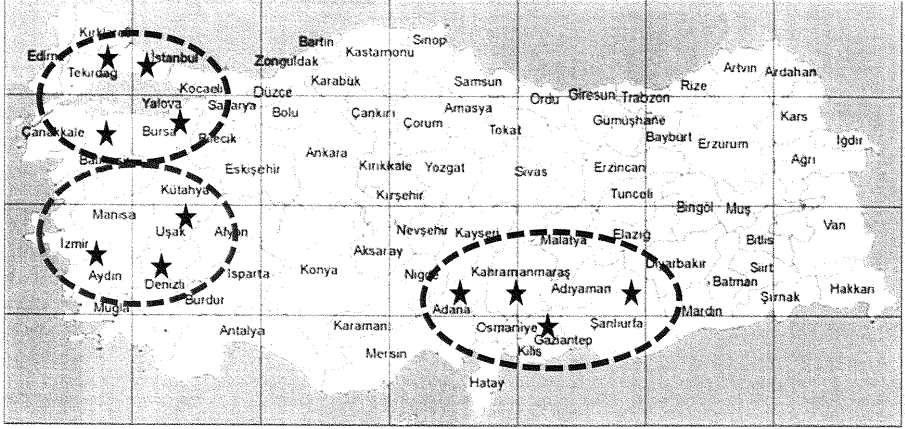 Kırklareli
Edirne
Tekirdağ
İstanbul
Kocaeli
Yalova
Sakarya
Çanakkale
Bursa
Bilecik
Balıkesir
Kütahya
Manisa
Uşak
Afyon
İzmir
Aydın
Denizli
Isparta
Burdur
Muğla
Antalya
Bartın
Zonguldak
Kastamonu
Sinop
Karabük
Düzce
Bolu
Çankırı
Samsun
Amasya
Çorum
Tokat
Ordu
Giresun
Trabzon
Rize
Artvin
Ardahan
Gümüşhane
Bayburt
Erzurum
Kars
Iğdır
Ağrı
Eskişehir
Ankara
Kırıkkale
Yozgat
Sivas
Erzincan
Tunceli
Kırşehir
Bingöl
Muş
Van
Nevşehir
Kayseri
Malatya
Elazığ
Bitlis
Aksaray
Konya
Niğde
Kahramanmaraş
Adıyaman
Diyarbakır
Siirt
Batman
Şırnak
Hakkari
Mardin
Adana
Osmaniye
Şanlıurfa
Gaziantep
Kilis
Karaman
Mersin
Hatay